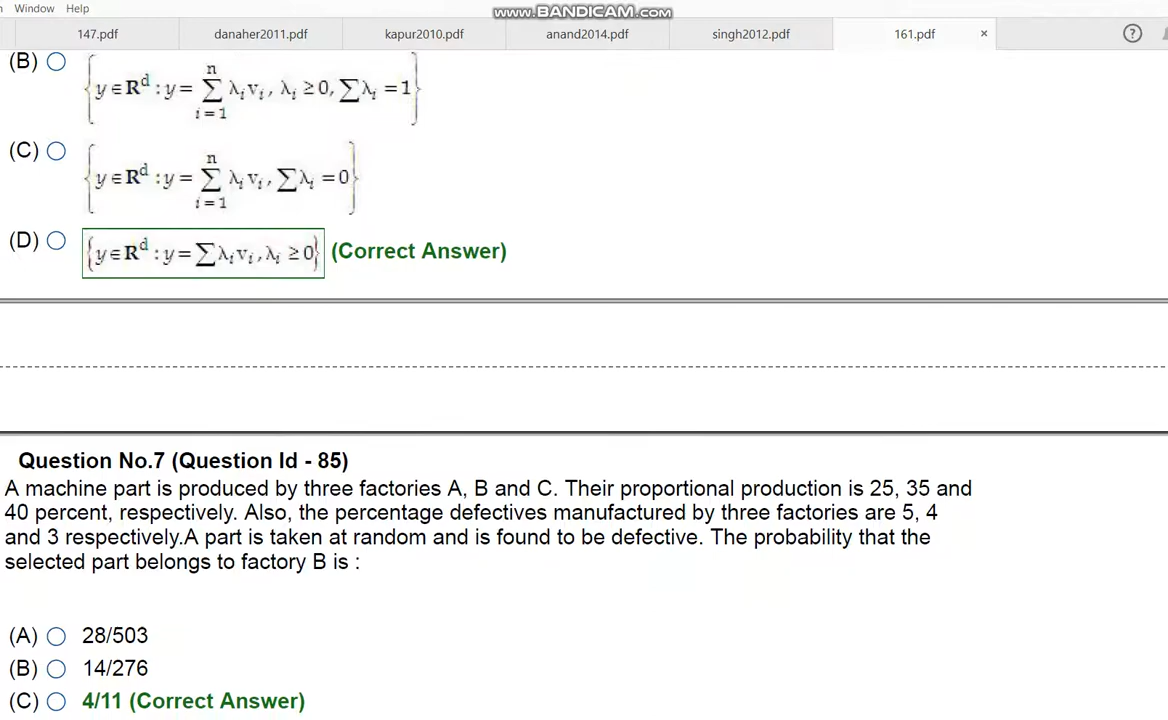 Window Help
www.BANDICAM.com
147.pdf danaher2011.pdf kapur2010.pdf anand2014.pdf singh2012.pdf 161.pdf × ?
(B) {y∈R^d : y = ∑_{i=1}^{n} λ_i v_i, λ_i ≥ 0, ∑λ_i = 1}
(C) {y∈R^d : y = ∑_{i=1}^{n} λ_i v_i, ∑λ_i = 0}
(D) {y∈R^d : y = ∑λ_i v_i, λ_i ≥ 0} (Correct Answer)
Question No.7 (Question Id - 85)
A machine part is produced by three factories A, B and C. Their proportional production is 25, 35 and
40 percent, respectively. Also, the percentage defectives manufactured by three factories are 5, 4
and 3 respectively.A part is taken at random and is found to be defective. The probability that the
selected part belongs to factory B is :
(A) 28/503
(B) 14/276
(C) 4/11 (Correct Answer)